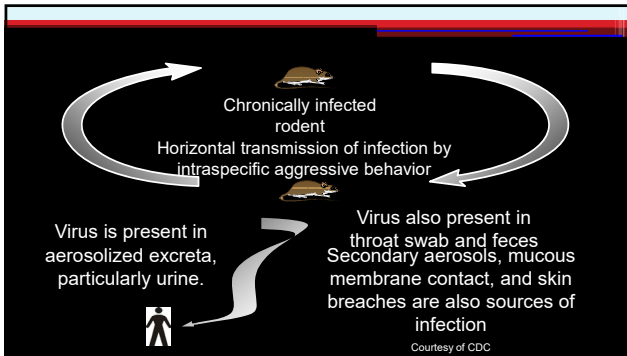 Chronically infected
rodent
Horizontal transmission of infection by
intraspecific aggressive behavior
Virus is present in
aerosolized excreta,
particularly urine.
Virus also present in
throat swab and feces
Secondary aerosols, mucous
membrane contact, and skin
breaches are also sources of
infection
Courtesy of CDC